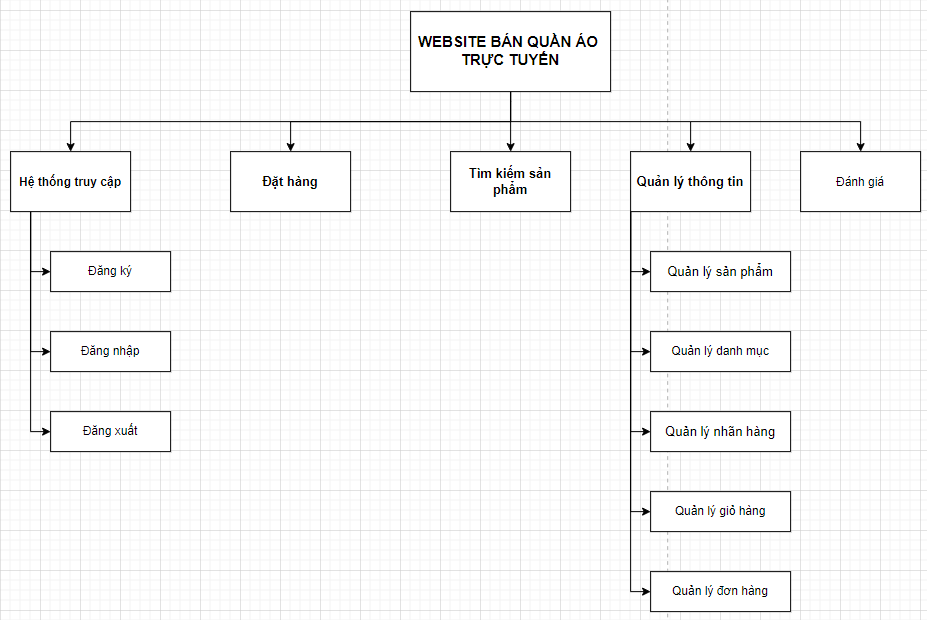 WEBSITE BÁN QUẦN ÁO
TRỰC TUYẾN
Hệ thống truy cập
Đặt hàng
Tìm kiếm sản
phẩm
Quản lý thông tin
Đánh giá
Đăng ký
Đăng nhập
Đăng xuất
Quản lý sản phẩm
Quản lý danh mục
Quản lý nhãn hàng
Quản lý giỏ hàng
Quản lý đơn hàng